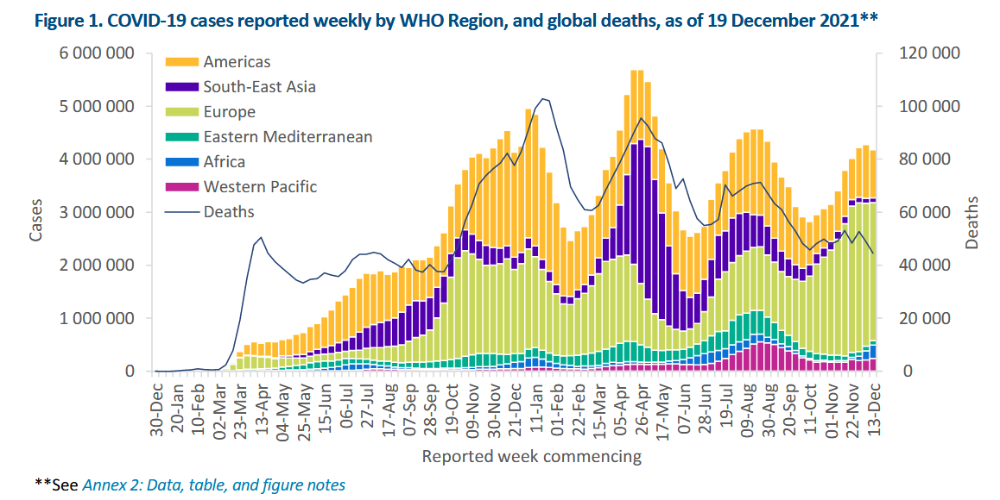 Figure 1. COVID-19 cases reported weekly by WHO Region, and global deaths, as of 19 December 2021**
6 000 000
5 000 000
4 000 000
3 000 000
2 000 000
1 000 000
0
Cases
Americas
South-East Asia
Europe
Eastern Mediterranean
Africa
Western Pacific
Deaths
120 000
100 000
80 000
60 000
40 000
20 000
0
Deaths
30-Dec
20-Jan
10-Feb
02-Mar
23-Mar
13-Apr
04-May
25-May
15-Jun
06-Jul
27-Jul
17-Aug
07-Sep
28-Sep
19-Oct
09-Nov
30-Nov
21-Dec
11-Jan
01-Feb
22-Feb
15-Mar
05-Apr
26-Apr
17-May
07-Jun
28-Jun
19-Jul
09-Aug
30-Aug
20-Sep
11-Oct
01-Nov
22-Nov
13-Dec
Reported week commencing
**See Annex 2: Data, table, and figure notes